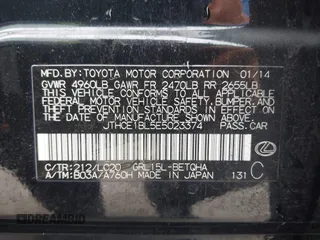 MFD. BY: TOYOTA MOTOR CORPORATION 01/14
GVWR 4960LB GAWR FR 2470LB RR 2655LB
THIS VEHICLE CONFORMS TO ALL APPLICABLE
FEDERAL MOTOR VEHICLE SAFETY, BUMPER, AND
THEFT PREVENTION STANDARDS IN EFFECT ON
THE DATE OF MANUFACTURE SHOWN ABOVE.
JTHCE1BL5E5023374 PASS.CAR
C/TR:212/LC20 GRL15L-BETQHA
A/TM:B03A/A760H MADE IN JAPAN 131 C